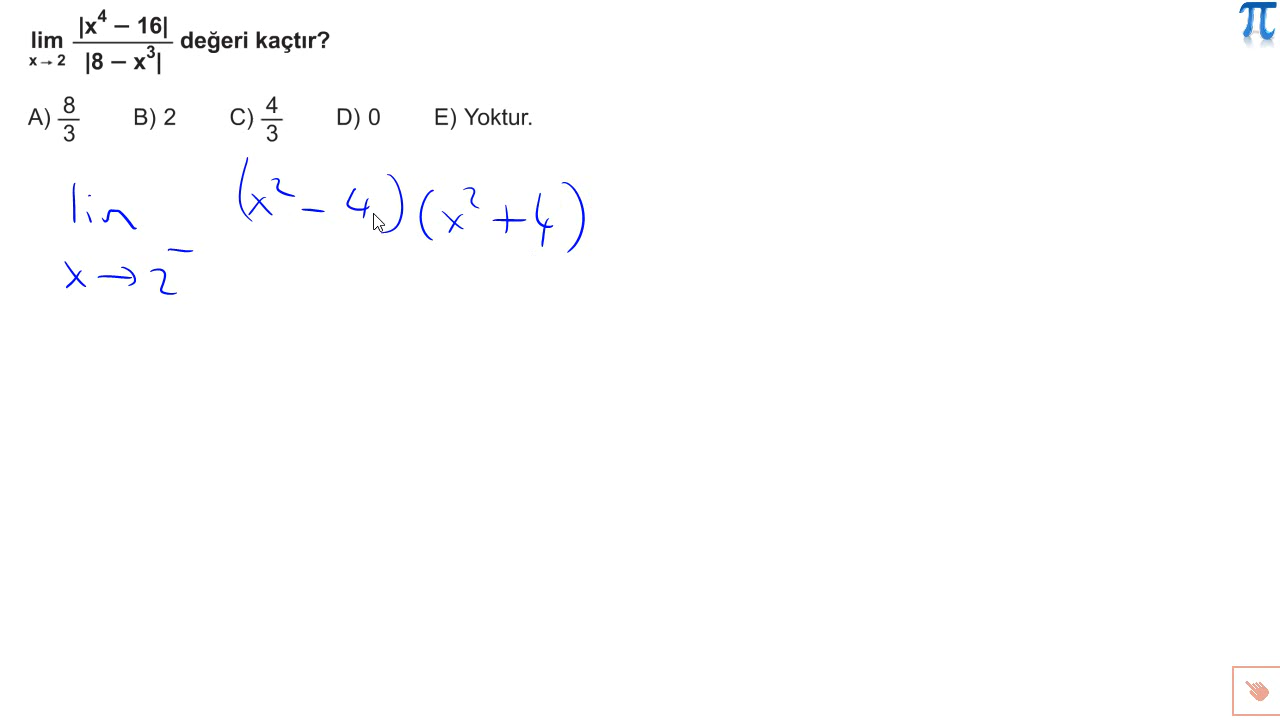 lim x→2 |x⁴ − 16| / |8 − x³| değeri kaçtır?
A) 8/3 B) 2 C) 4/3 D) 0 E) Yoktur.
lim (x² − 4)(x² + 4)
x → 2⁻
π